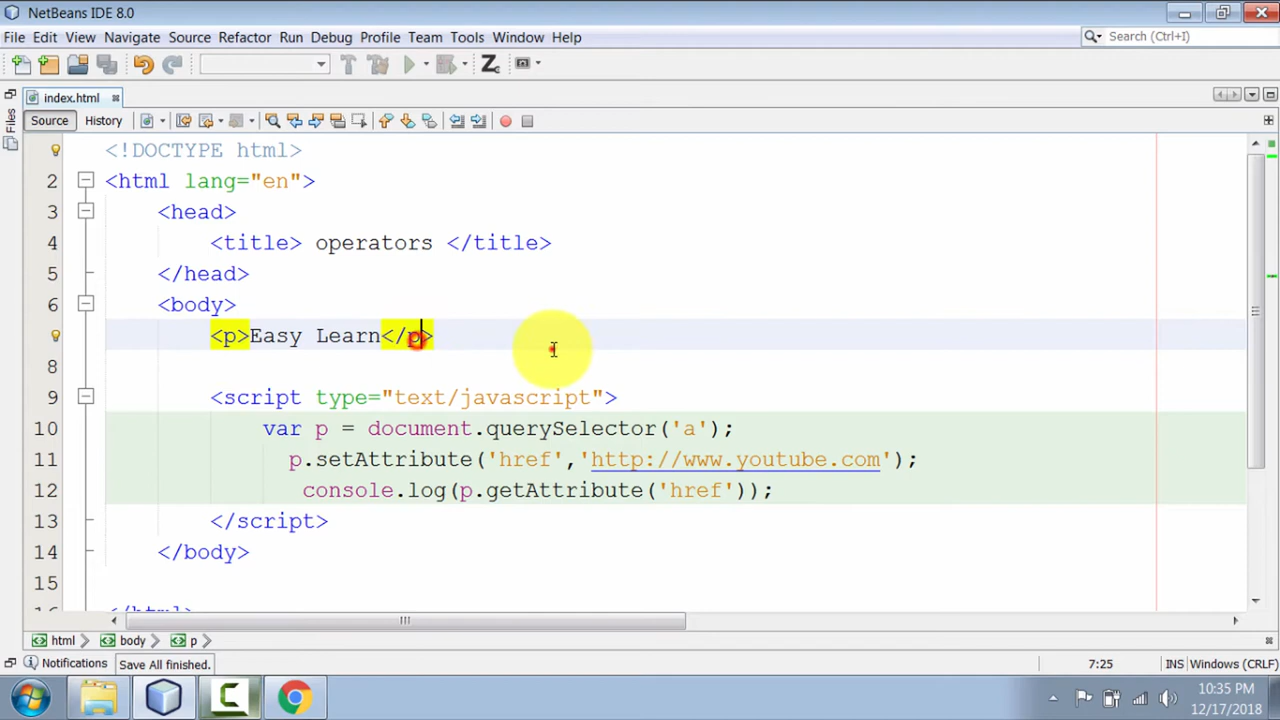 NetBeans IDE 8.0
File Edit View Navigate Source Refactor Run Debug Profile Team Tools Window Help
Search (Ctrl+I)
index.html
Files
Source History
<!DOCTYPE html>
2 <html lang="en">
3 <head>
4 <title> operators </title>
5 </head>
6 <body>
<p>Easy Learn</p>
8
9 <script type="text/javascript">
10 var p = document.querySelector('a');
11 p.setAttribute('href','http://www.youtube.com');
12 console.log(p.getAttribute('href'));
13 </script>
14 </body>
15
16 </html>
html body p
Notifications Save All finished. 7:25 INS Windows (CRLF)
10:35 PM
12/17/2018